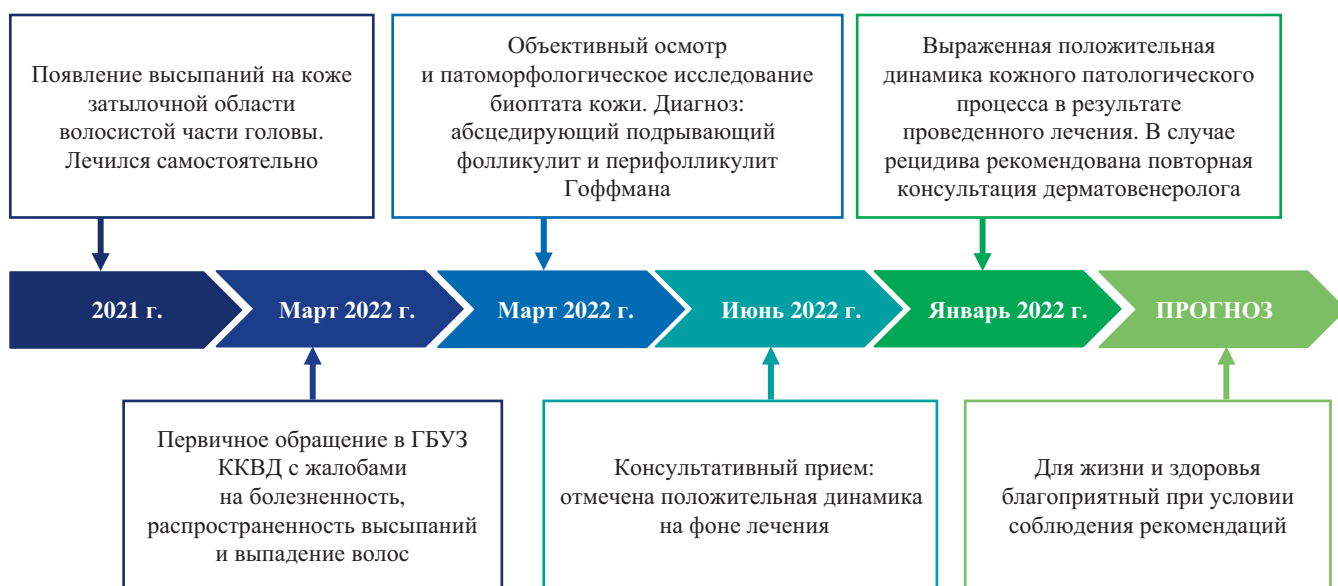 Появление высыпаний на коже
затылочной области
волосистой части головы.
Лечился самостоятельно
Объективный осмотр
и патоморфологическое исследование
биоптата кожи. Диагноз:
абсцедирующий подрывающий
фолликулит и перифолликулит
Гоффмана
Выраженная положительная
динамика кожного патологического
процесса в результате
проведенного лечения. В случае
рецидива рекомендована повторная
консультация дерматовенеролога
2021 г.
Март 2022 г.
Март 2022 г.
Июнь 2022 г.
Январь 2022 г.
ПРОГНОЗ
Первичное обращение в ГБУЗ
ККВД с жалобами
на болезненность,
распространенность высыпаний
и выпадение волос
Консультативный прием:
отмечена положительная динамика
на фоне лечения
Для жизни и здоровья
благоприятный при условии
соблюдения рекомендаций